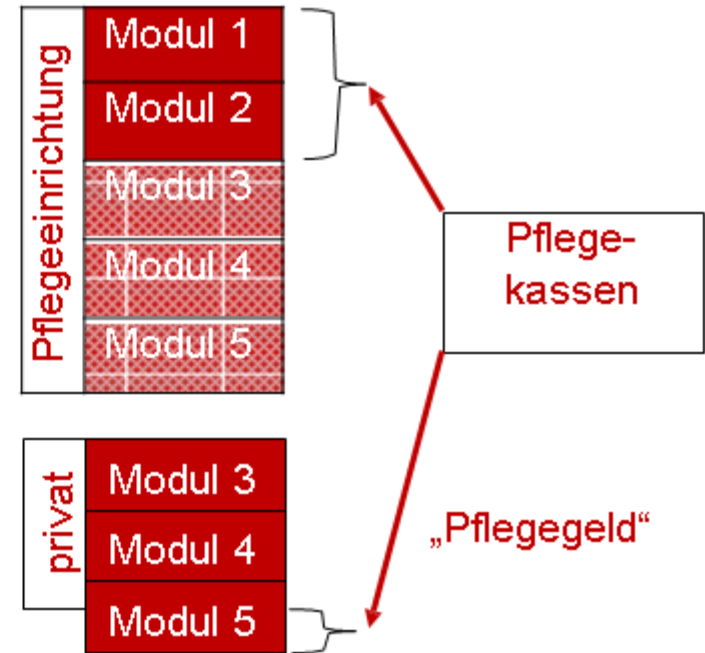 Pflegeeinrichtung
Modul 1
Modul 2
Modul 3
Modul 4
Modul 5
Pflege-
kassen
privat
Modul 3
Modul 4
Modul 5
„Pflegegeld“